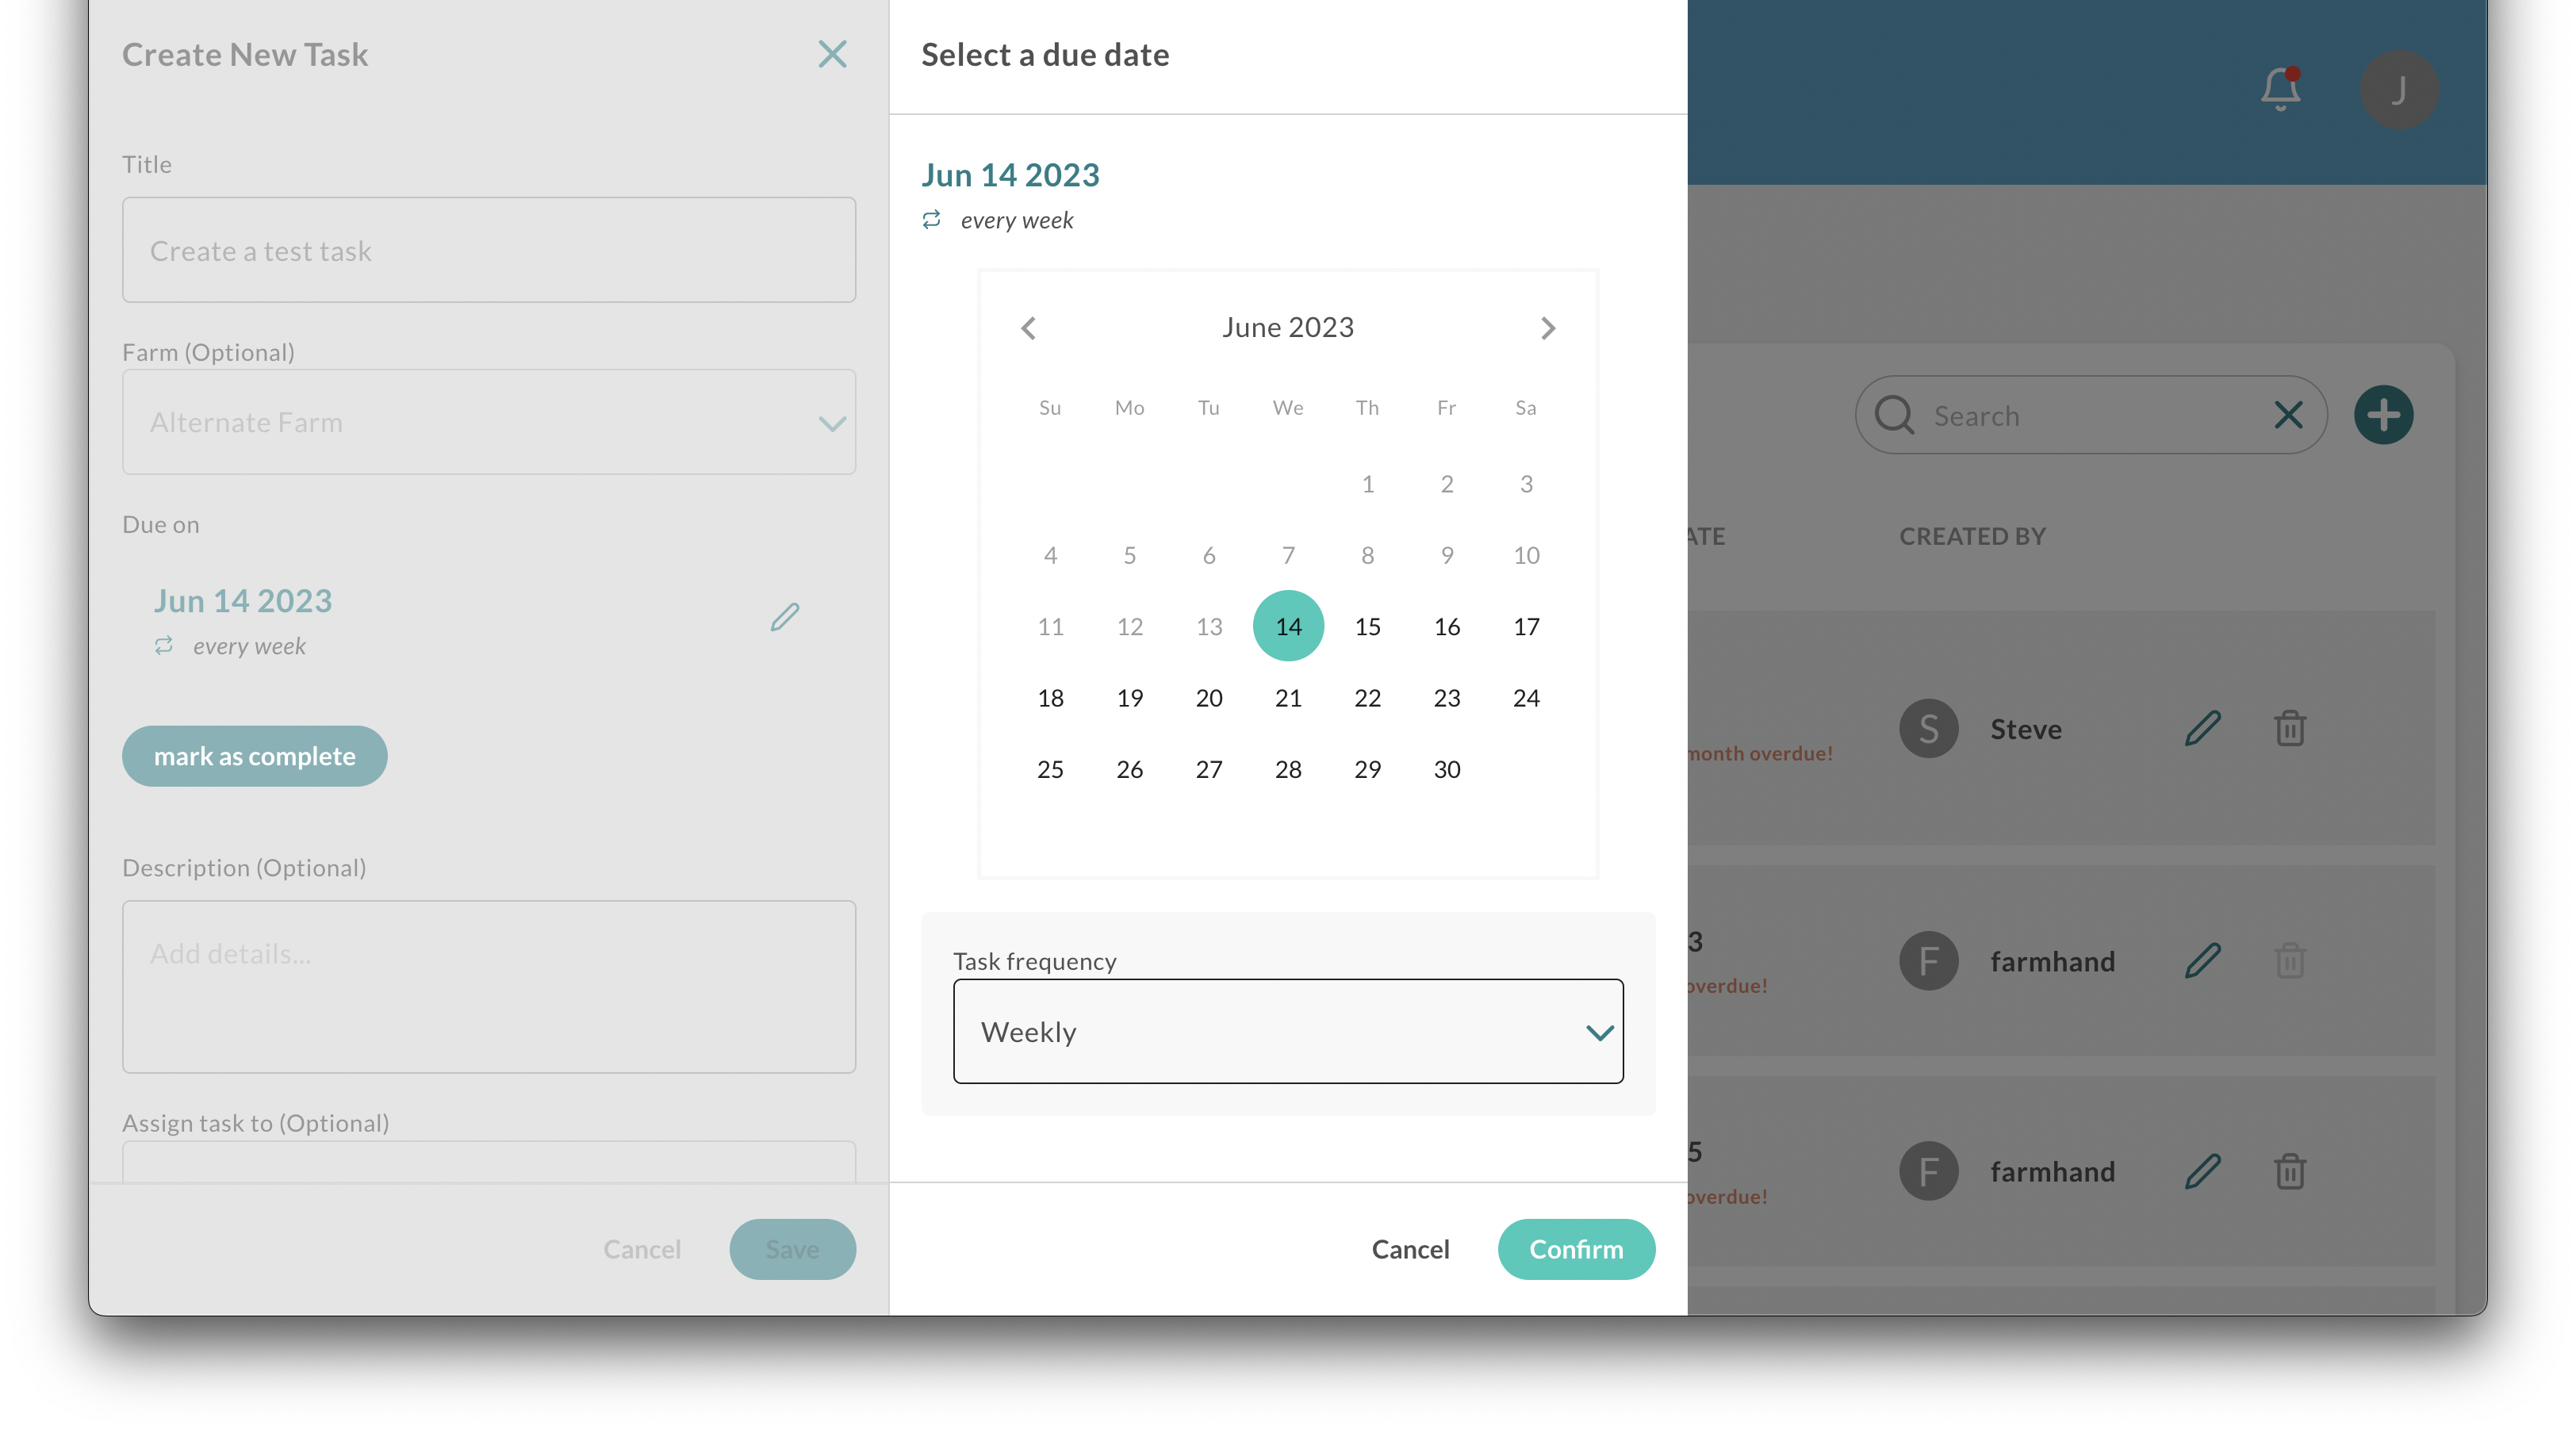 Create New Task
Title
Create a test task
Farm (Optional)
Alternate Farm
Due on
Jun 14 2023
every week
mark as complete
Description (Optional)
Add details...
Assign task to (Optional)
Cancel Save
Select a due date
Jun 14 2023
every week
June 2023
Su Mo Tu We Th Fr Sa
1 2 3
4 5 6 7 8 9 10
11 12 13 14 15 16 17
18 19 20 21 22 23 24
25 26 27 28 29 30
Task frequency
Weekly
Cancel Confirm
J
Search
ATE CREATED BY
S Steve
month overdue!
3
F farmhand
overdue!
5
F farmhand
overdue!